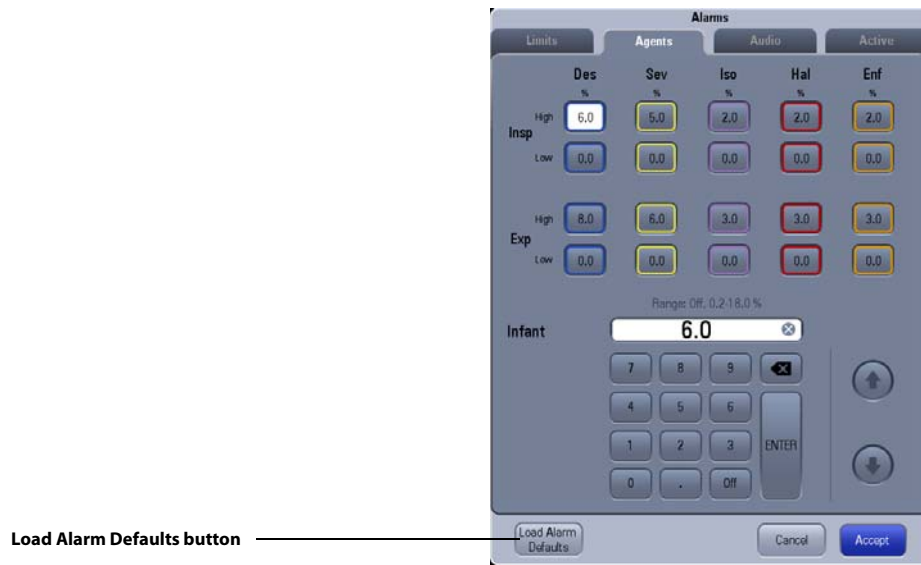 Alarms
Limits Agents Audio Active
Des Sev Iso Hal Enf
% % % % %
High 6.0 5.0 2.0 2.0 2.0
Insp
Low 0.0 0.0 0.0 0.0 0.0
High 8.0 6.0 3.0 3.0 3.0
Exp
Low 0.0 0.0 0.0 0.0 0.0
Range: Off, 0.2-18.0 %
Infant 6.0
7 8 9
4 5 6
1 2 3 ENTER
0 . Off
Load Alarm Defaults button
Load Alarm
Defaults
Cancel Accept